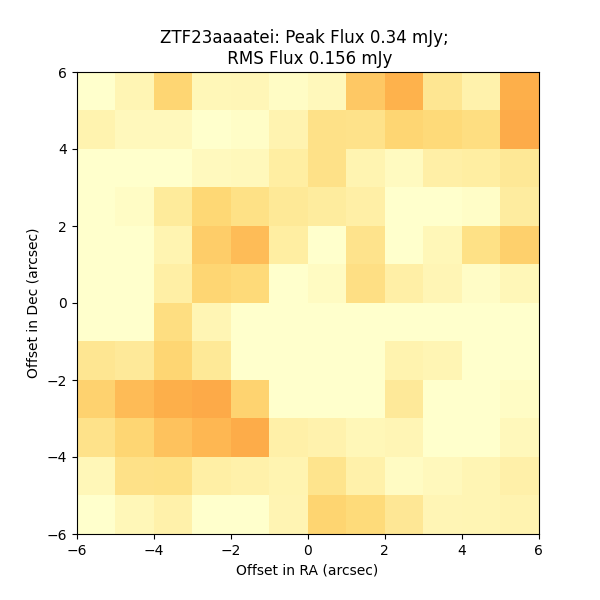 ZTF23aaaatei: Peak Flux 0.34 mJy;
RMS Flux 0.156 mJy
6
4
2
0
−2
−4
−6
Offset in Dec (arcsec)
−6 −4 −2 0 2 4 6
Offset in RA (arcsec)